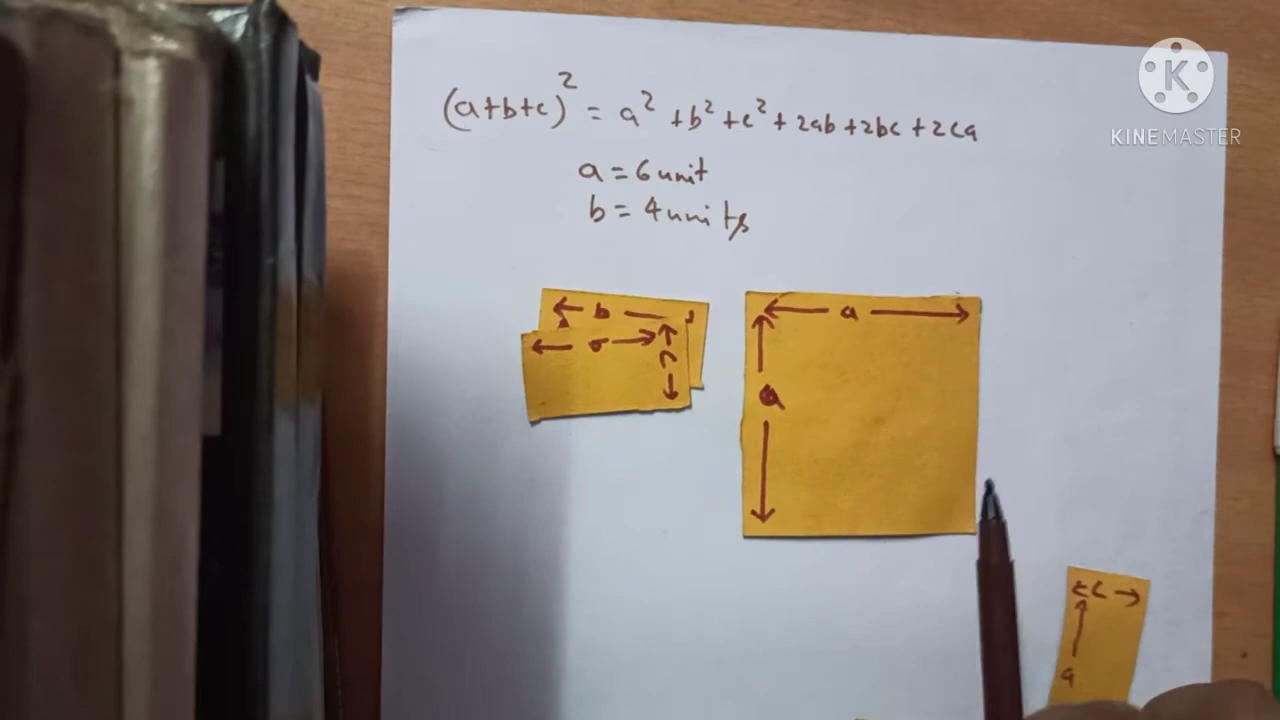 (a+b+c)² = a² + b² + c² + 2ab + 2bc + 2ca
a = 6 unit
b = 4 units
b
b
c
a
a
c
a
K
KINEMASTER